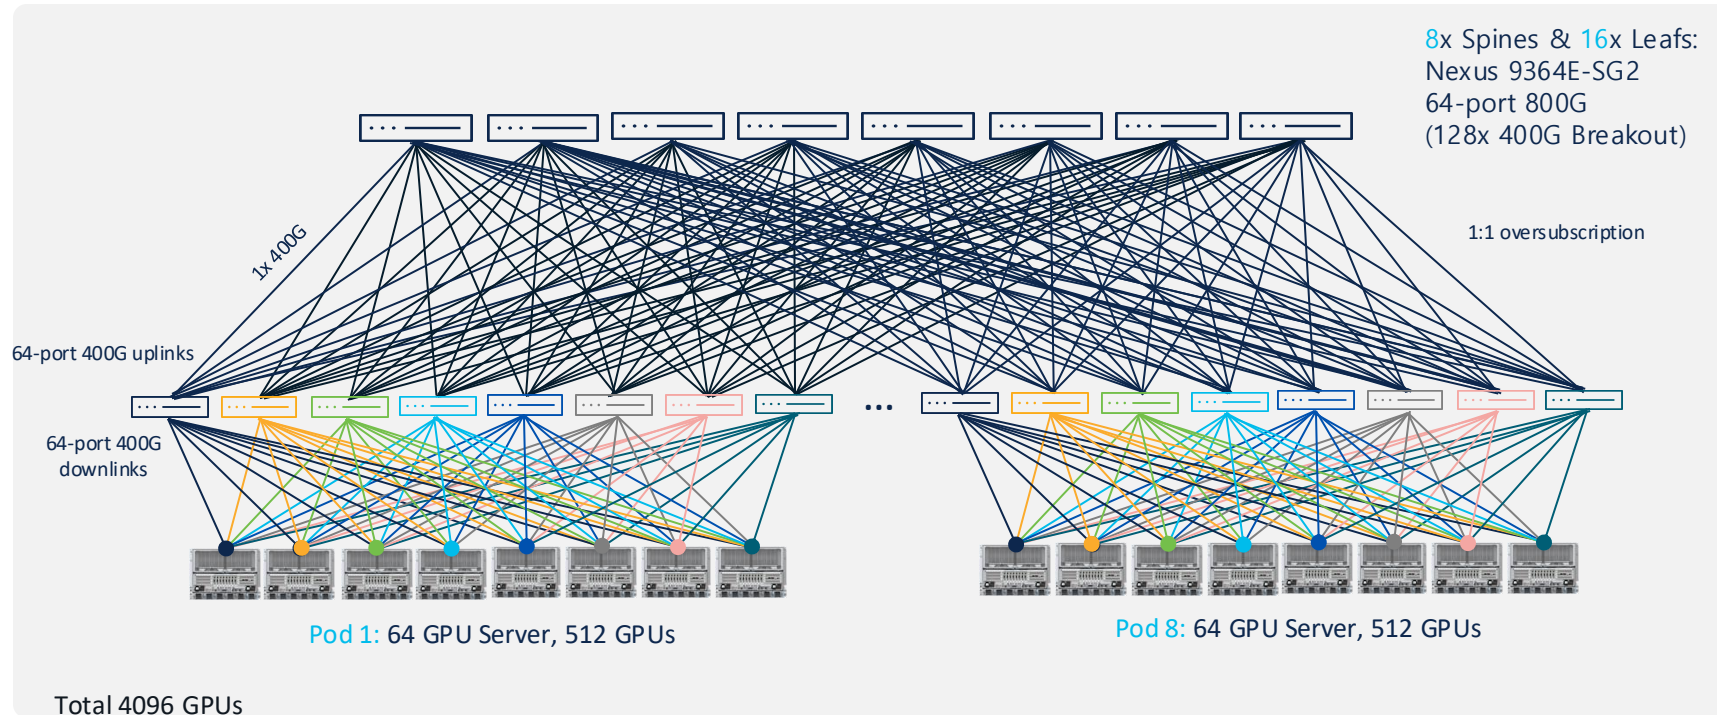 8x Spines & 16x Leafs:
Nexus 9364E-SG2
64-port 800G
(128x 400G Breakout)
1x 400G
1:1 oversubscription
64-port 400G uplinks
...
...
64-port 400G
downlinks
Pod 1: 64 GPU Server, 512 GPUs
Pod 8: 64 GPU Server, 512 GPUs
Total 4096 GPUs